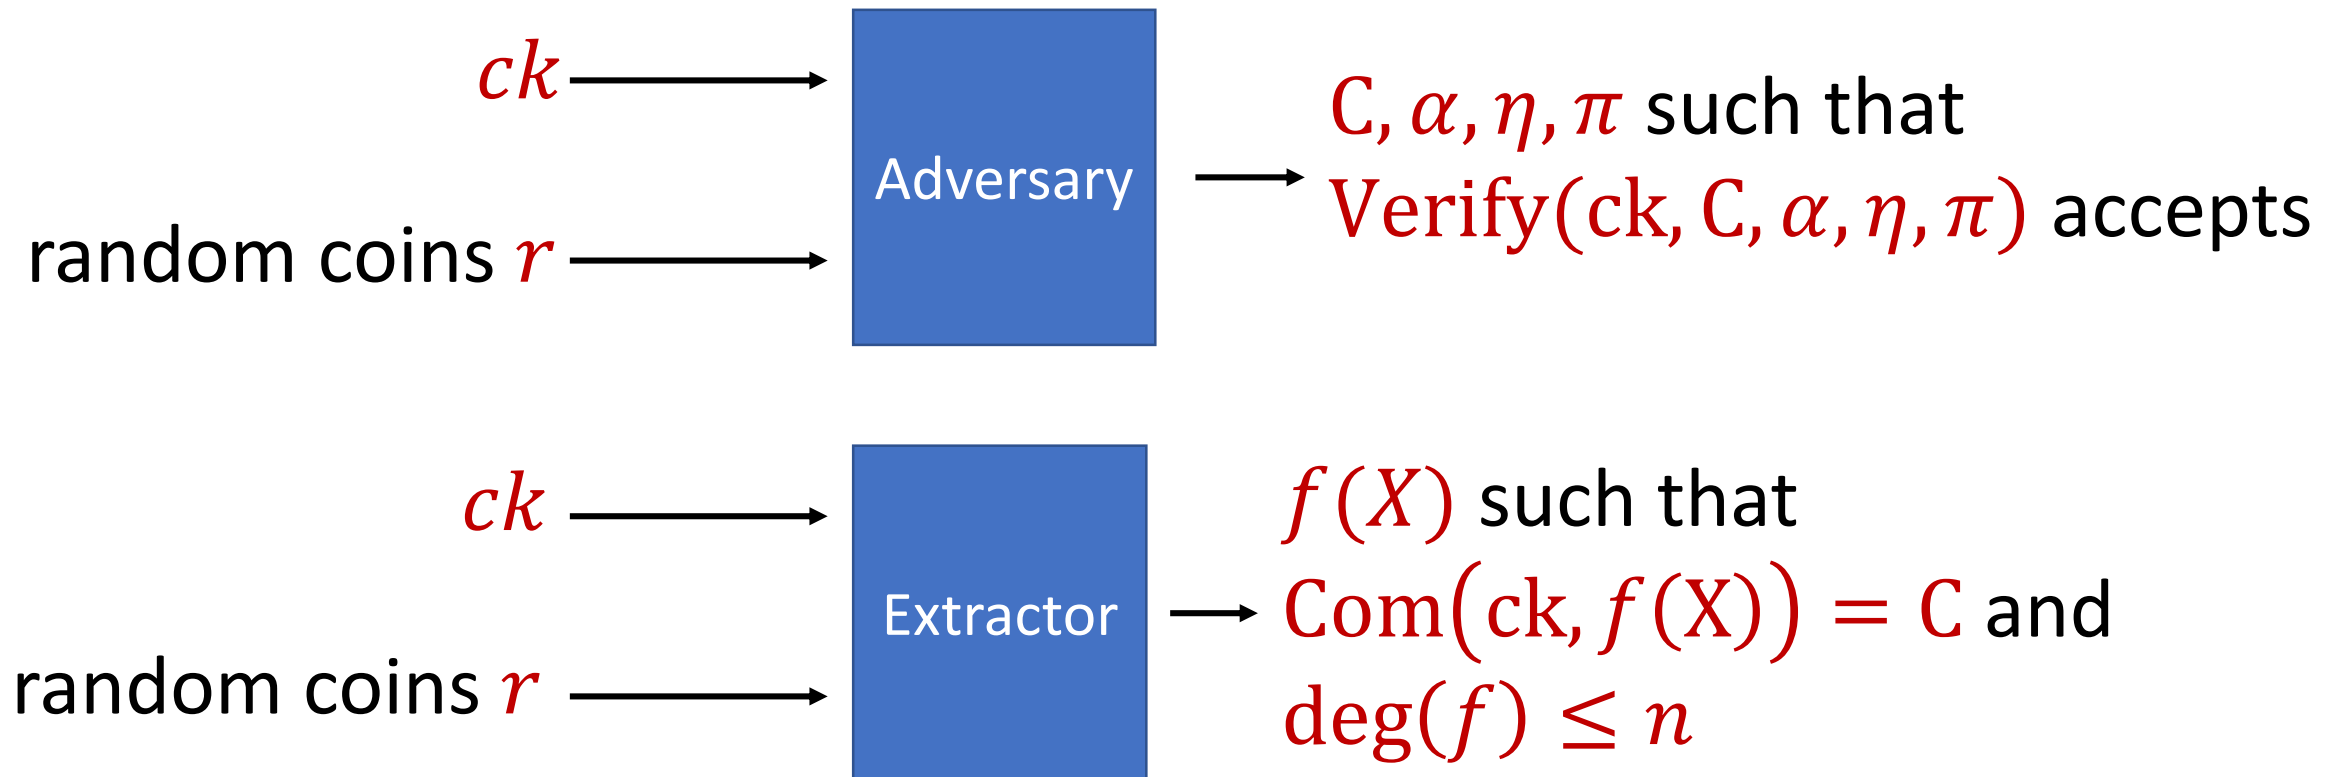 ck
random coins r
Adversary
C, α, η, π such that
Verify(ck, C, α, η, π) accepts
ck
random coins r
Extractor
f(X) such that
Com(ck, f(X)) = C and
deg(f) ≤ n